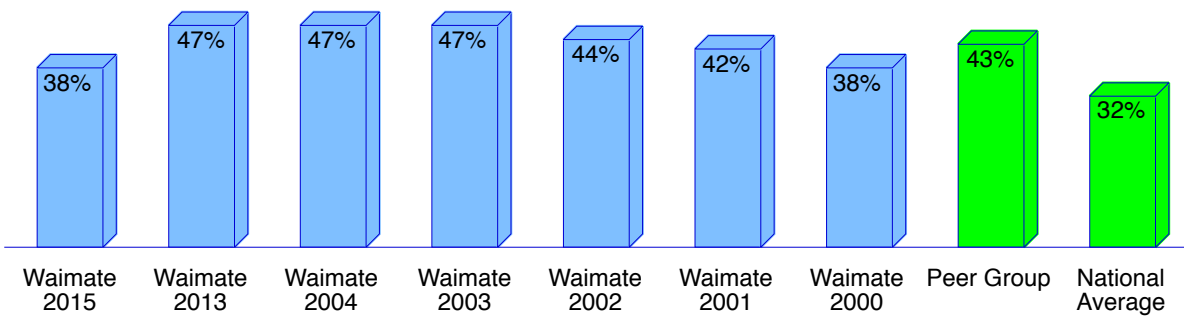 38%
47%
47%
47%
44%
42%
38%
43%
32%
Waimate
2015
Waimate
2013
Waimate
2004
Waimate
2003
Waimate
2002
Waimate
2001
Waimate
2000
Peer Group
National
Average